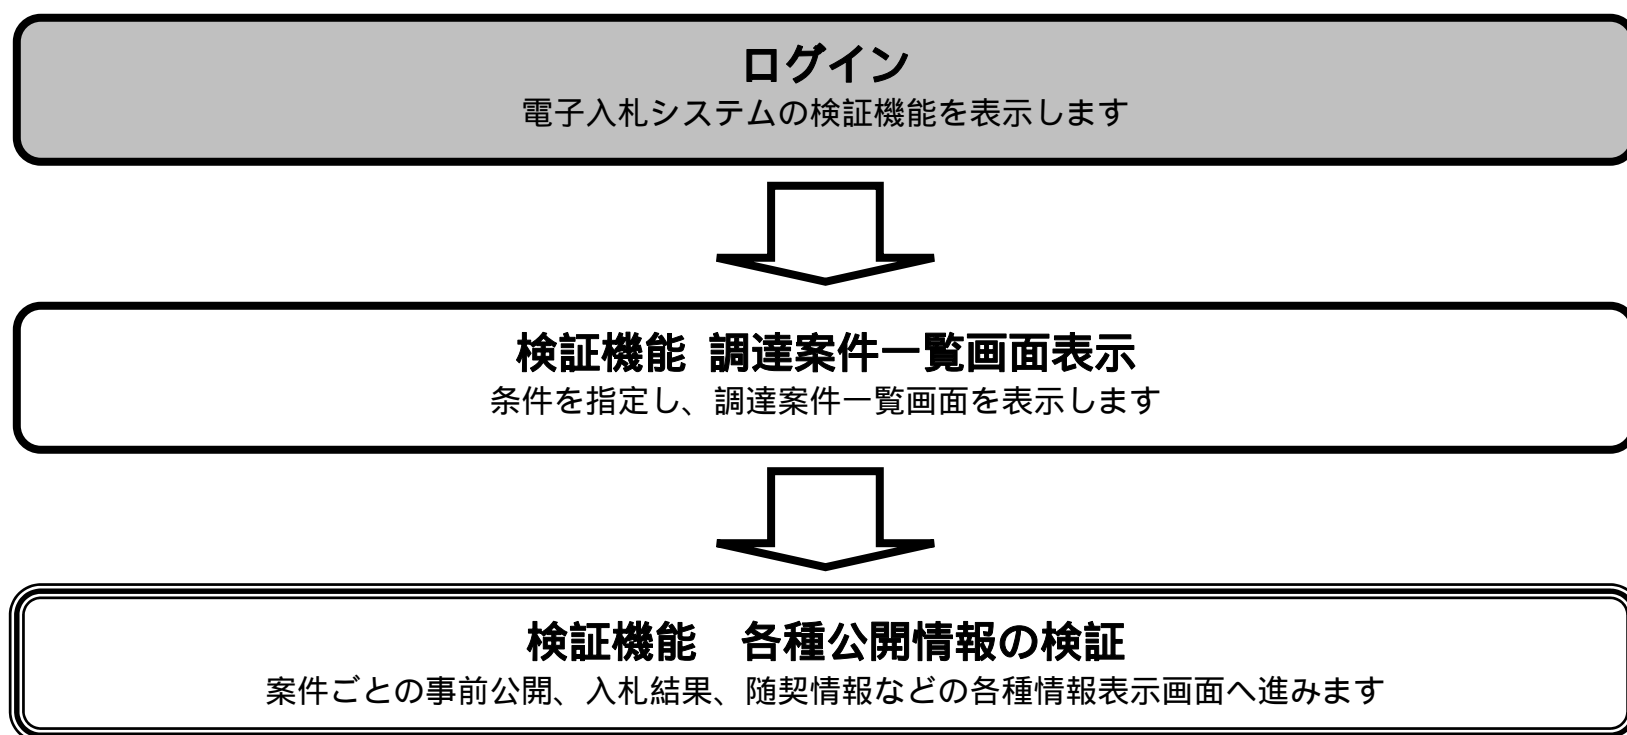 ログイン
電子入札システムの検証機能を表示します
検証機能 調達案件一覧画面表示
条件を指定し、調達案件一覧画面を表示します
検証機能　各種公開情報の検証
案件ごとの事前公開、入札結果、随契情報などの各種情報表示画面へ進みます